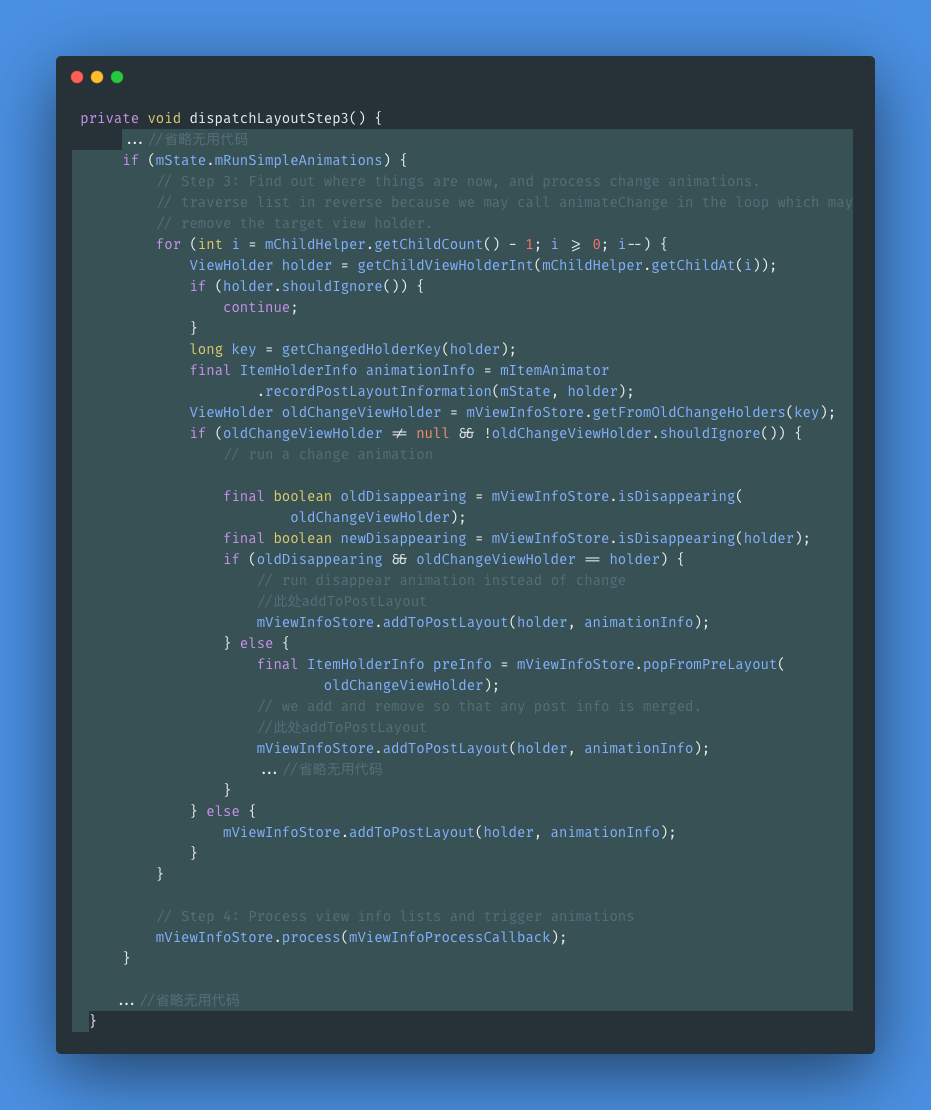 private void dispatchLayoutStep3() {
... //省略无用代码
if (mState.mRunSimpleAnimations) {
// Step 3: Find out where things are now, and process change animations.
// traverse list in reverse because we may call animateChange in the loop which may
// remove the target view holder.
for (int i = mChildHelper.getChildCount() - 1; i >= 0; i--) {
ViewHolder holder = getChildViewHolderInt(mChildHelper.getChildAt(i));
if (holder.shouldIgnore()) {
continue;
}
long key = getChangedHolderKey(holder);
final ItemHolderInfo animationInfo = mItemAnimator
.recordPostLayoutInformation(mState, holder);
ViewHolder oldChangeViewHolder = mViewInfoStore.getFromOldChangeHolders(key);
if (oldChangeViewHolder != null && !oldChangeViewHolder.shouldIgnore()) {
// run a change animation
final boolean oldDisappearing = mViewInfoStore.isDisappearing(
oldChangeViewHolder);
final boolean newDisappearing = mViewInfoStore.isDisappearing(holder);
if (oldDisappearing && oldChangeViewHolder == holder) {
// run disappear animation instead of change
//此处addToPostLayout
mViewInfoStore.addToPostLayout(holder, animationInfo);
} else {
final ItemHolderInfo preInfo = mViewInfoStore.popFromPreLayout(
oldChangeViewHolder);
// we add and remove so that any post info is merged.
//此处addToPostLayout
mViewInfoStore.addToPostLayout(holder, animationInfo);
... //省略无用代码
}
} else {
mViewInfoStore.addToPostLayout(holder, animationInfo);
}
}
// Step 4: Process view info lists and trigger animations
mViewInfoStore.process(mViewInfoProcessCallback);
}
... //省略无用代码
}